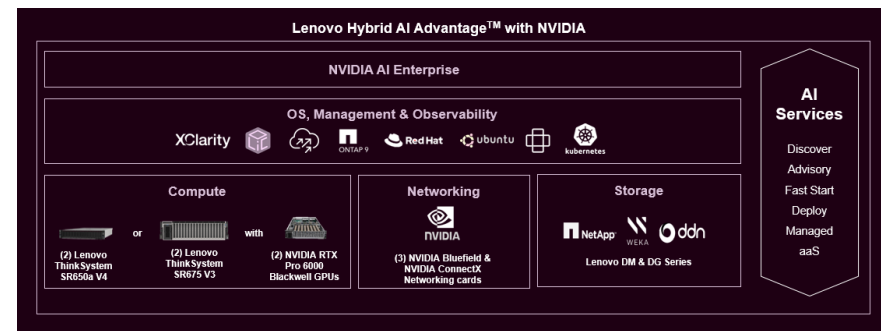 Lenovo Hybrid AI Advantage™ with NVIDIA
NVIDIA AI Enterprise
OS, Management & Observability
XClarity
ONTAP 9
Red Hat
ubuntu
kubernetes
Compute
or
with
(2) Lenovo
ThinkSystem
SR650a V4
(2) Lenovo
ThinkSystem
SR675 V3
(2) NVIDIA RTX
Pro 6000
Blackwell GPUs
Networking
NVIDIA
(3) NVIDIA Bluefield &
NVIDIA ConnectX
Networking cards
Storage
NetApp
WEKA
ddn
Lenovo DM & DG Series
AI
Services
Discover
Advisory
Fast Start
Deploy
Managed
aaS